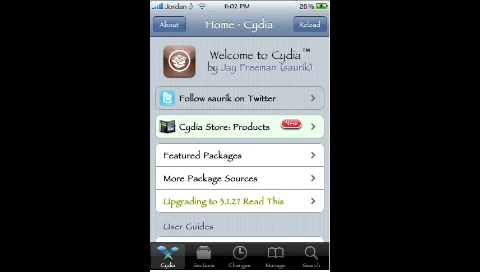 Jordan :) 11:02 PM 25%
About Home - Cydia Reload
Welcome to Cydia™
by Jay Freeman (saurik)
Follow saurik on Twitter
Cydia Store: Products New
Featured Packages
More Package Sources
Upgrading to 3.1.2? Read This
User Guides
Cydia Sections Changes Manage Search